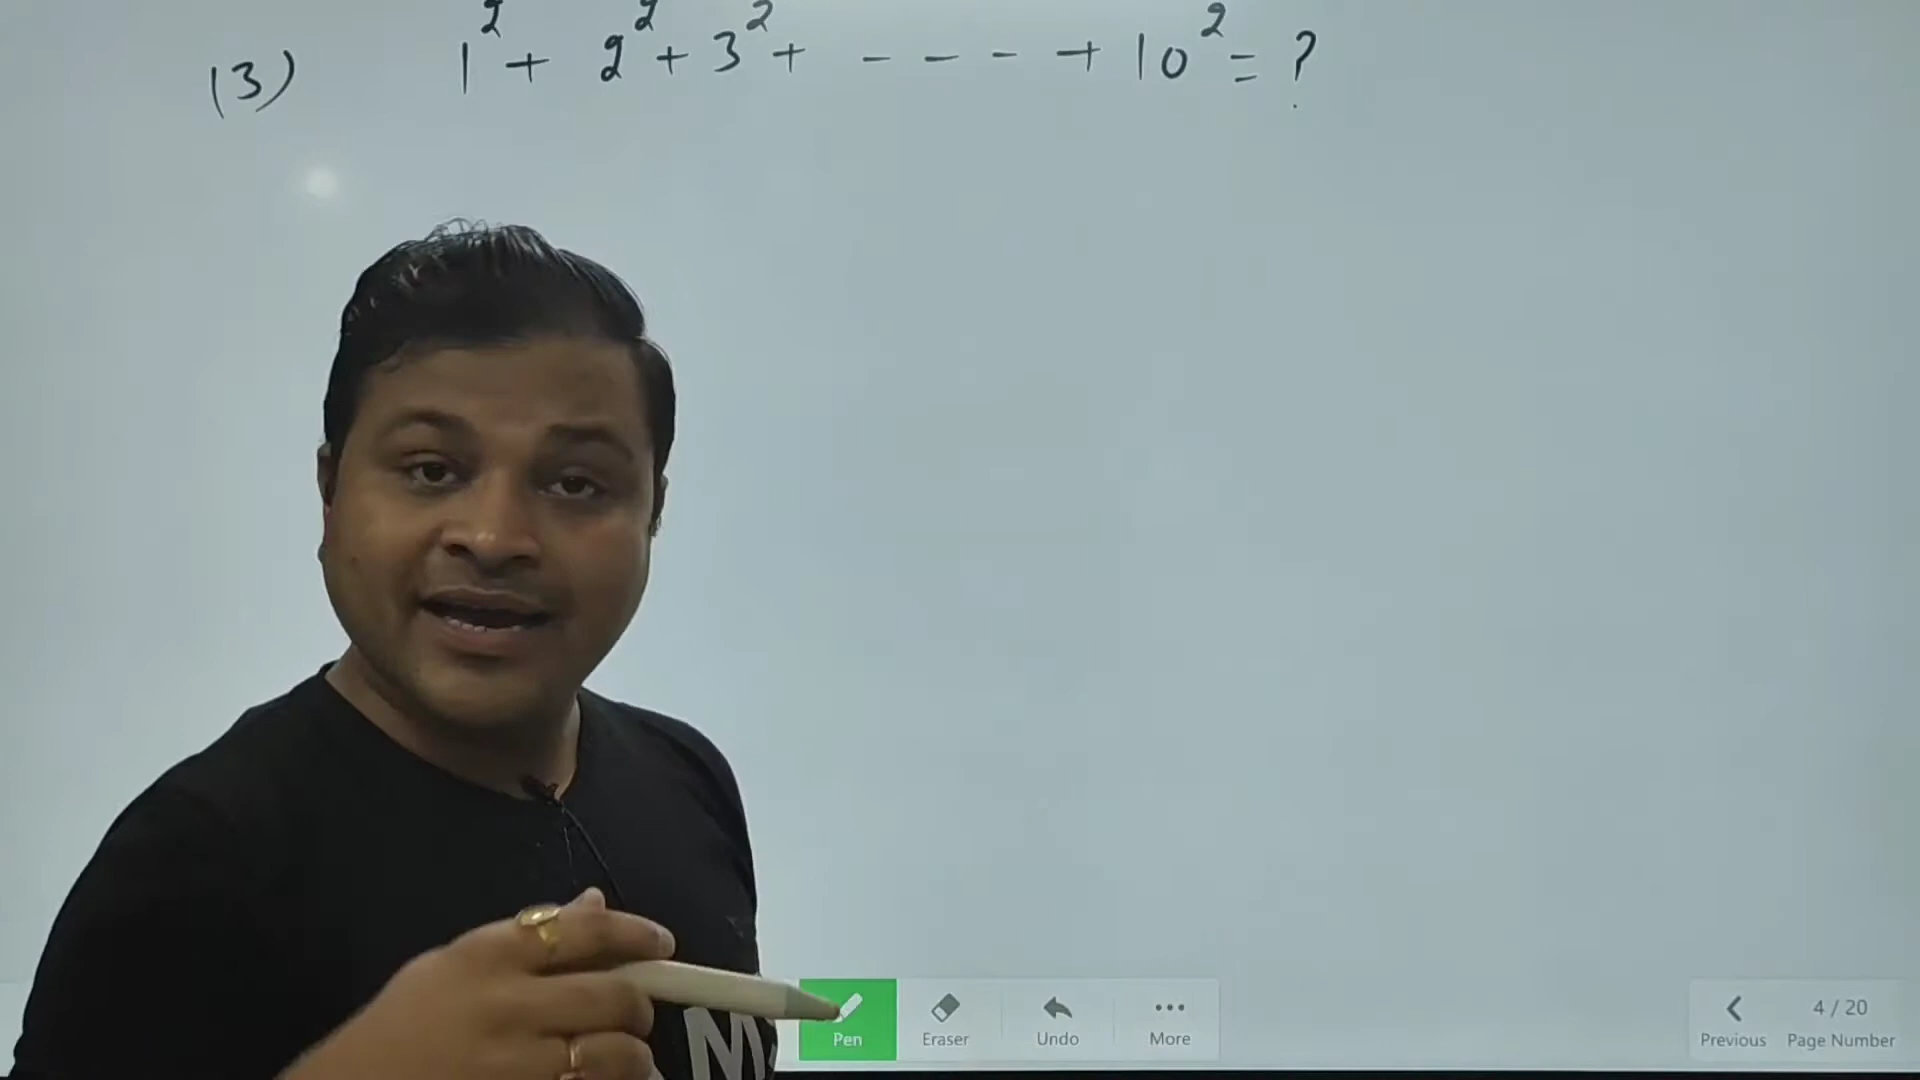 (3) 1² + 2² + 3² + - - - - + 10² = ?
M
Pen Eraser Undo More
4 / 20
Previous Page Number